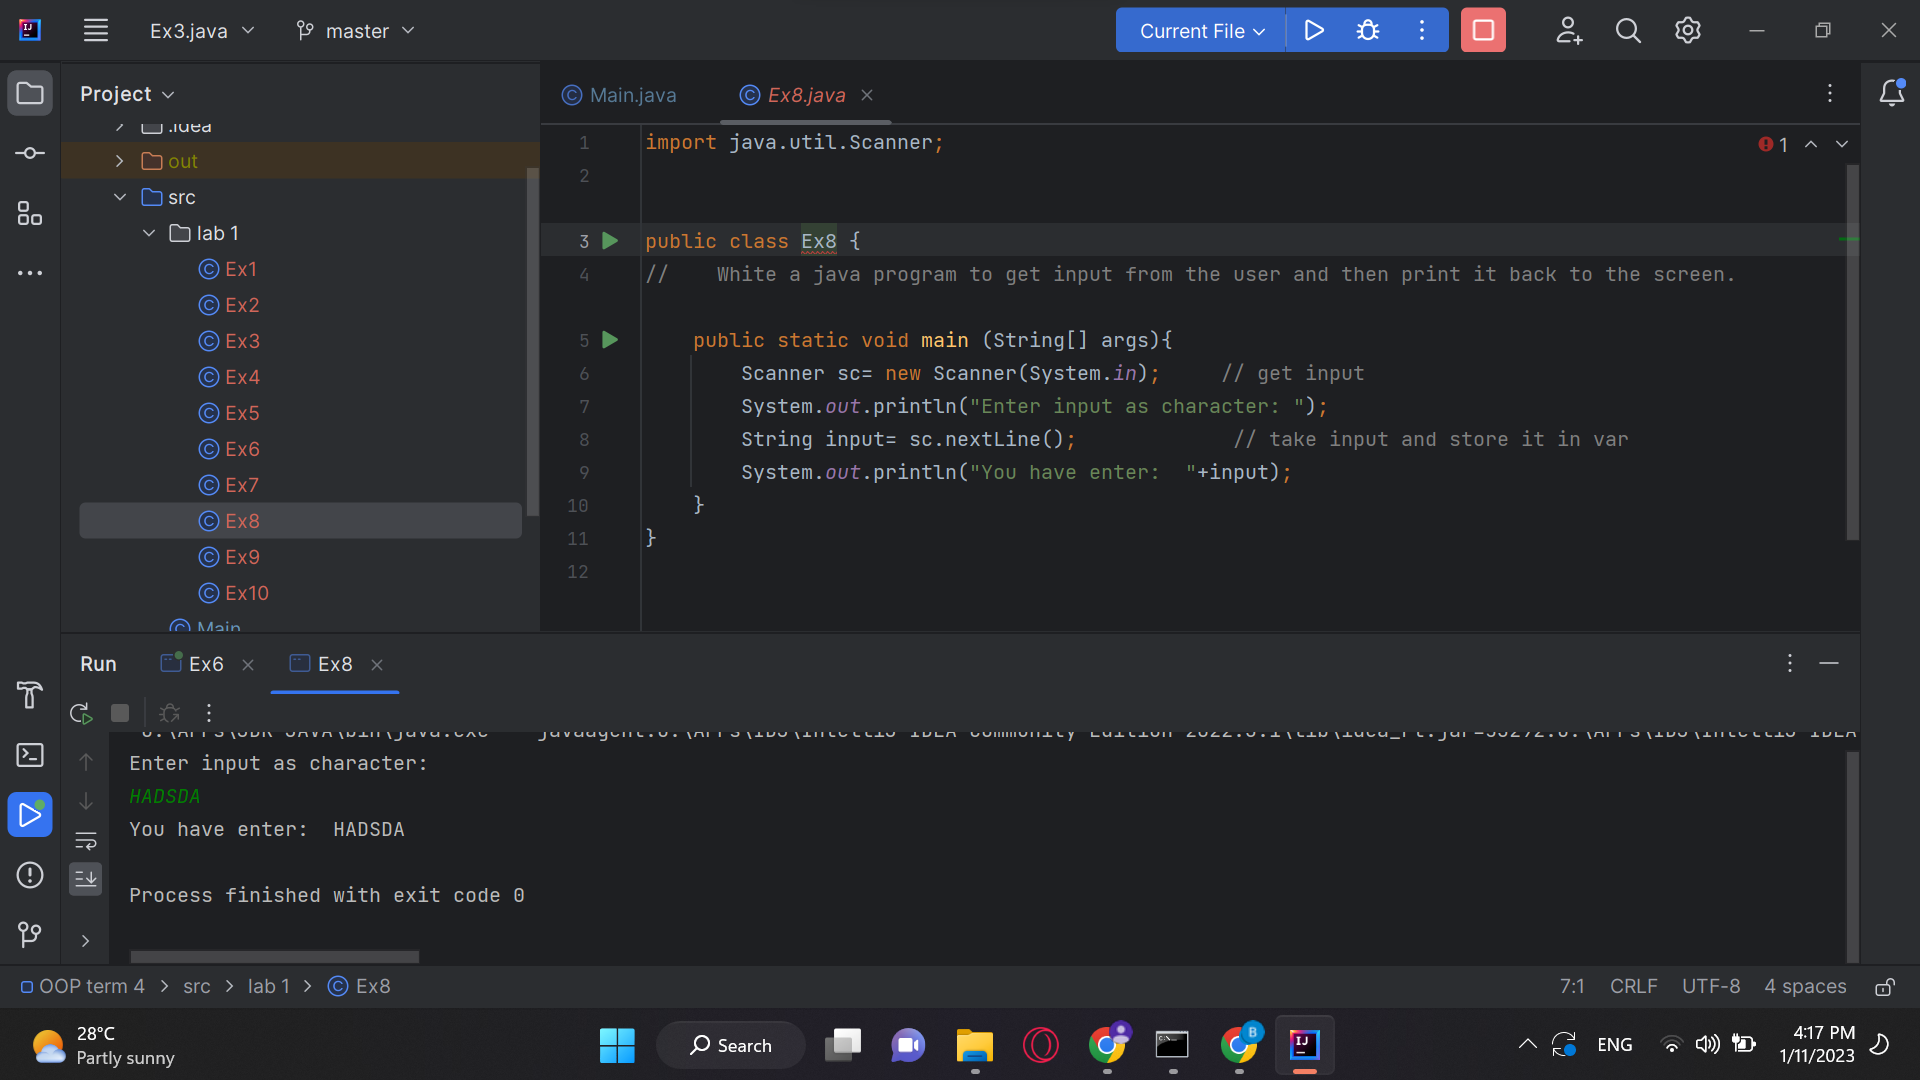 Ex3.java
master
Current File
Project
.idea
out
src
lab 1
Ex1
Ex2
Ex3
Ex4
Ex5
Ex6
Ex7
Ex8
Ex9
Ex10
Main
Main.java
Ex8.java
1
1 import java.util.Scanner;
2
3 public class Ex8 {
4 //    White a java program to get input from the user and then print it back to the screen.
5 public static void main (String[] args){
6 Scanner sc= new Scanner(System.in);     // get input
7 System.out.println("Enter input as character: ");
8 String input= sc.nextLine();             // take input and store it in var
9 System.out.println("You have enter:  "+input);
10 }
11 }
12
Run
Ex6
Ex8
Enter input as character:
HADSDA
You have enter:  HADSDA
Process finished with exit code 0
OOP term 4 > src > lab 1 > Ex8
7:1 CRLF UTF-8 4 spaces
28°C
Partly sunny
Search
ENG
4:17 PM
1/11/2023